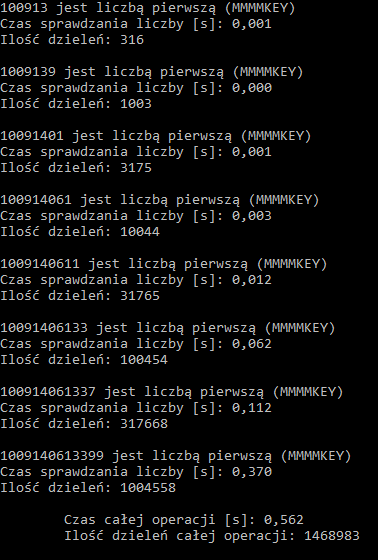 100913 jest liczbą pierwszą (MMMMKEY)
Czas sprawdzania liczby [s]: 0,001
Ilość dzieleń: 316
1009139 jest liczbą pierwszą (MMMMKEY)
Czas sprawdzania liczby [s]: 0,000
Ilość dzieleń: 1003
10091401 jest liczbą pierwszą (MMMMKEY)
Czas sprawdzania liczby [s]: 0,001
Ilość dzieleń: 3175
100914061 jest liczbą pierwszą (MMMMKEY)
Czas sprawdzania liczby [s]: 0,003
Ilość dzieleń: 10044
1009140611 jest liczbą pierwszą (MMMMKEY)
Czas sprawdzania liczby [s]: 0,012
Ilość dzieleń: 31765
10091406133 jest liczbą pierwszą (MMMMKEY)
Czas sprawdzania liczby [s]: 0,062
Ilość dzieleń: 100454
100914061337 jest liczbą pierwszą (MMMMKEY)
Czas sprawdzania liczby [s]: 0,112
Ilość dzieleń: 317668
1009140613399 jest liczbą pierwszą (MMMMKEY)
Czas sprawdzania liczby [s]: 0,370
Ilość dzieleń: 1004558
Czas całej operacji [s]: 0,562
Ilość dzieleń całej operacji: 1468983